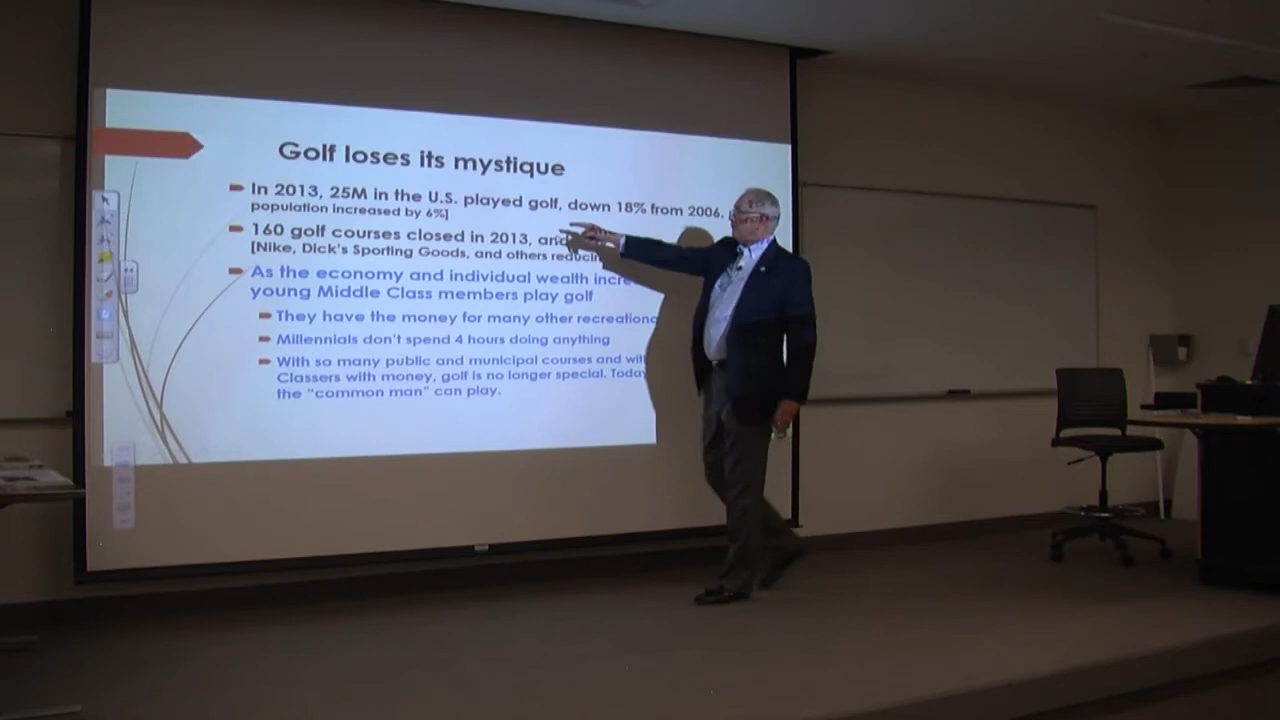 Golf loses its mystique
In 2013, 25M in the U.S. played golf, down 18% from 2006.
population increased by 6%]
160 golf courses closed in 2013, and
[Nike, Dick's Sporting Goods, and others reducin
As the economy and individual wealth incre
young Middle Class members play golf
They have the money for many other recreationa
Millennials don't spend 4 hours doing anything
With so many public and municipal courses and wit
Classers with money, golf is no longer special. Today
the "common man" can play.